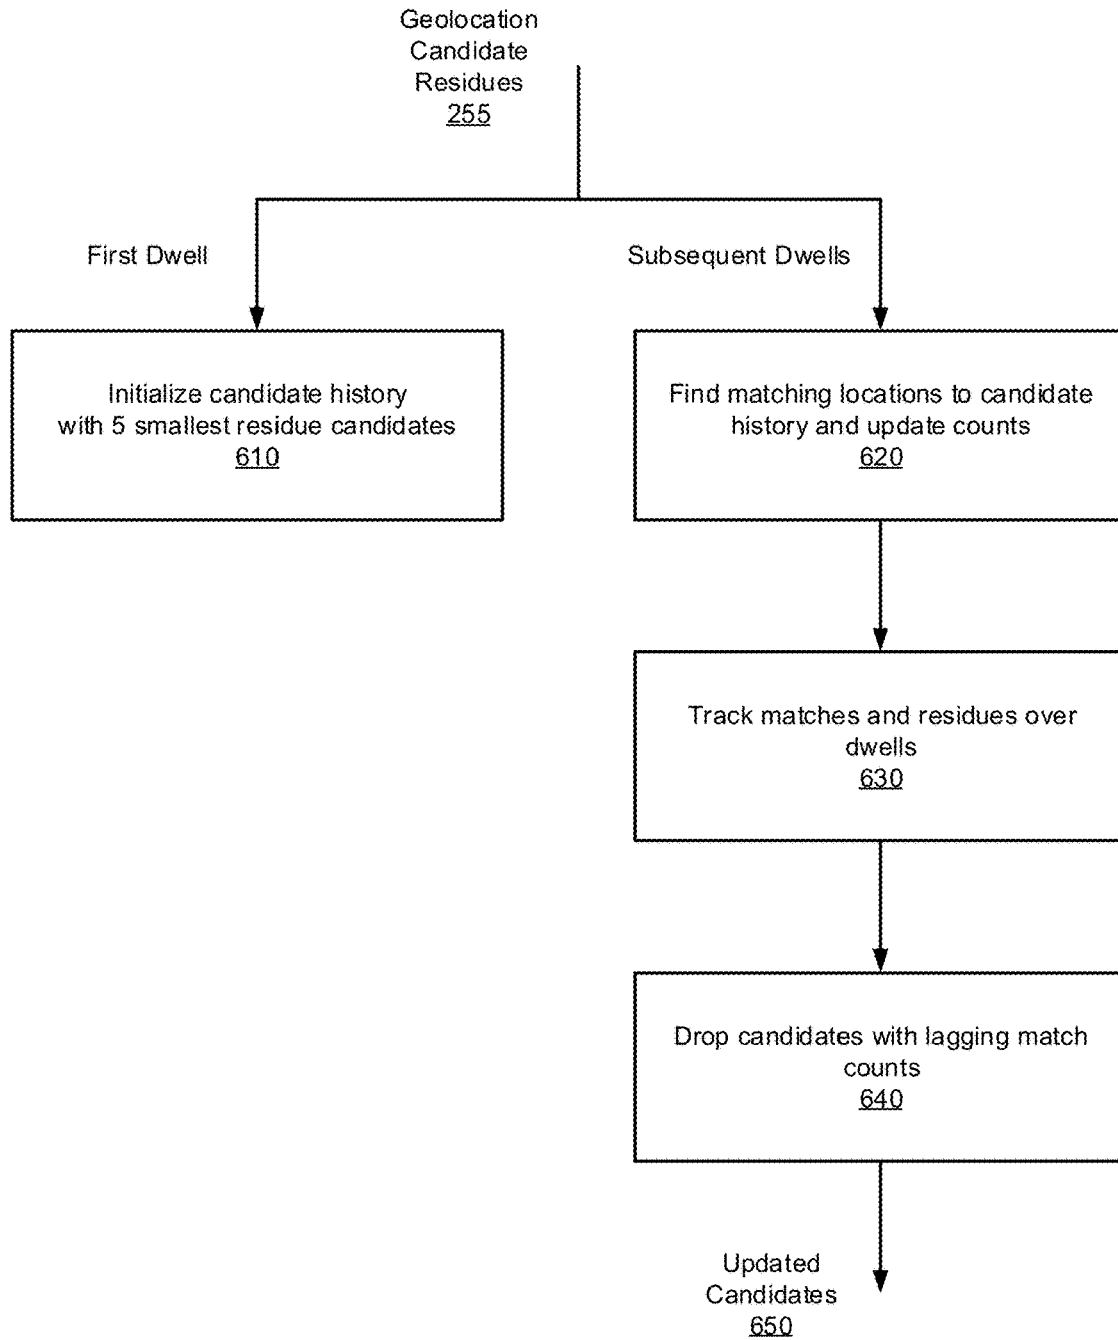 Geolocation
Candidate
Residues
255
First Dwell
Subsequent Dwells
Initialize candidate history
with 5 smallest residue candidates
610
Find matching locations to candidate
history and update counts
620
Track matches and residues over
dwells
630
Drop candidates with lagging match
counts
640
Updated
Candidates
650